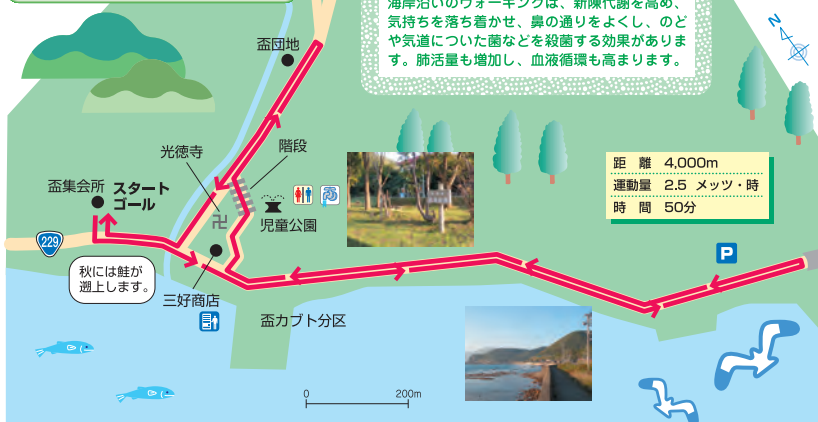 海岸沿いのウォーキングは、新陳代謝を高め、
気持ちを落ち着かせ、鼻の通りをよくし、のど
や気道についた菌などを殺菌する効果がありま
す。肺活量も増加し、血液循環も高まります。
N
盃団地
光徳寺
階段
盃集会所
スタート
ゴール
児童公園
229
秋には鮭が
遡上します。
三好商店
盃カブト分区
距 離 4,000m
運動量 2.5 メッツ・時
時 間 50分
P
0 200m